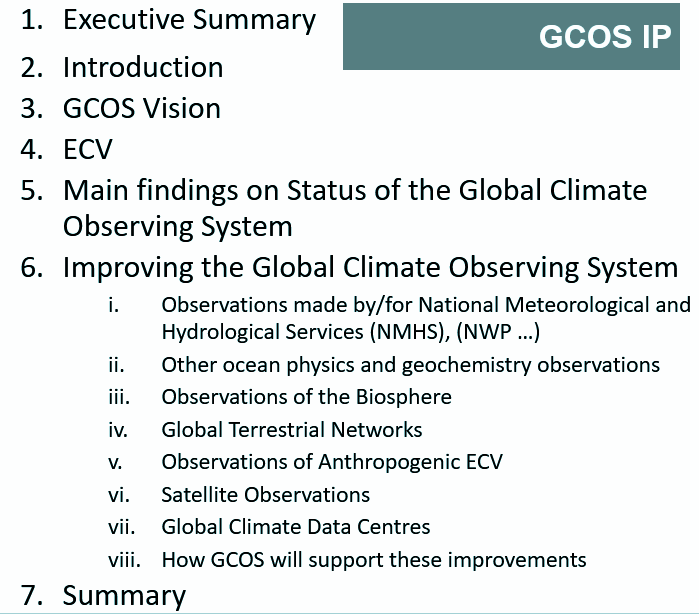 1. Executive Summary
GCOS IP
2. Introduction
3. GCOS Vision
4. ECV
5. Main findings on Status of the Global Climate
Observing System
6. Improving the Global Climate Observing System
i. Observations made by/for National Meteorological and
Hydrological Services (NMHS), (NWP ...)
ii. Other ocean physics and geochemistry observations
iii. Observations of the Biosphere
iv. Global Terrestrial Networks
v. Observations of Anthropogenic ECV
vi. Satellite Observations
vii. Global Climate Data Centres
viii. How GCOS will support these improvements
7. Summary